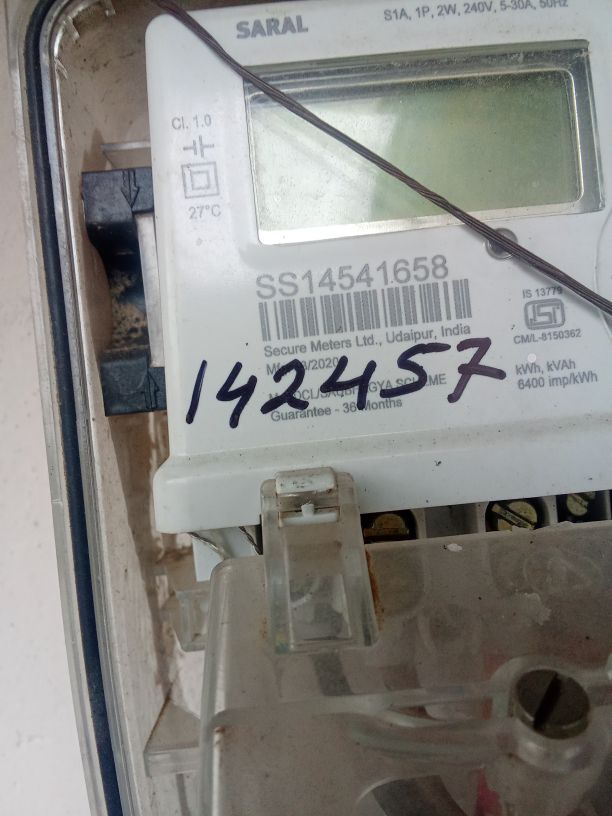 SARAL
S1A, 1P, 2W, 240V, 5-30A, 50Hz
Cl. 1.0
27°C
SS14541658
Secure Meters Ltd., Udaipur, India
IS 13779
CM/L-8150362
142457
kWh, kVAh
6400 imp/kWh
SCHEME
Guarantee - 36 Months